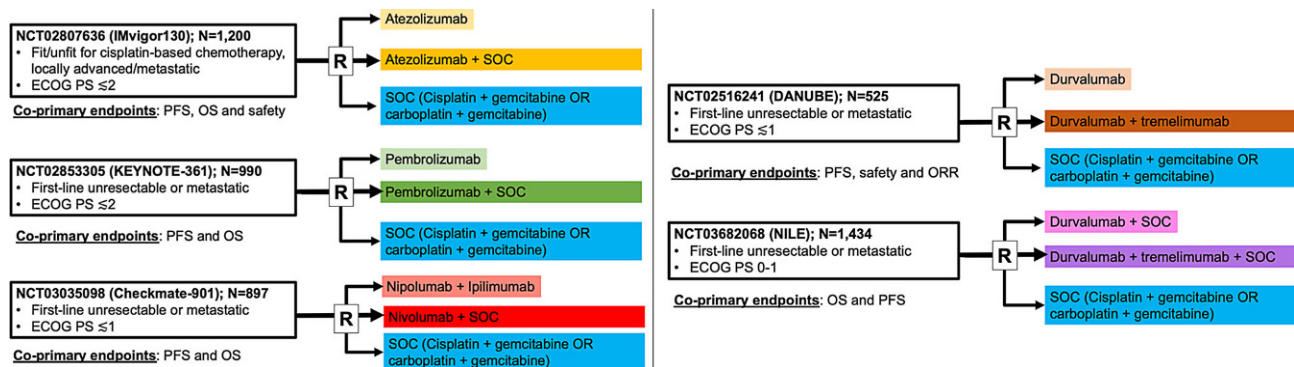 NCT02807636 (IMvigor130); N=1,200
• Fit/unfit for cisplatin-based chemotherapy,
locally advanced/metastatic
• ECOG PS ≲2
Co-primary endpoints: PFS, OS and safety
R
Atezolizumab
Atezolizumab + SOC
SOC (Cisplatin + gemcitabine OR
carboplatin + gemcitabine)
NCT02853305 (KEYNOTE-361); N=990
• First-line unresectable or metastatic
• ECOG PS ≲2
Co-primary endpoints: PFS and OS
R
Pembrolizumab
Pembrolizumab + SOC
SOC (Cisplatin + gemcitabine OR
carboplatin + gemcitabine)
NCT03035098 (Checkmate-901); N=897
• First-line unresectable or metastatic
• ECOG PS ≲1
Co-primary endpoints: PFS and OS
R
Nipolumab + Ipilimumab
Nivolumab + SOC
SOC (Cisplatin + gemcitabine OR
carboplatin + gemcitabine)
NCT02516241 (DANUBE); N=525
• First-line unresectable or metastatic
• ECOG PS ≲1
Co-primary endpoints: PFS, safety and ORR
R
Durvalumab
Durvalumab + tremelimumab
SOC (Cisplatin + gemcitabine OR
carboplatin + gemcitabine)
NCT03682068 (NILE); N=1,434
• First-line unresectable or metastatic
• ECOG PS 0-1
Co-primary endpoints: OS and PFS
R
Durvalumab + SOC
Durvalumab + tremelimumab + SOC
SOC (Cisplatin + gemcitabine OR
carboplatin + gemcitabine)